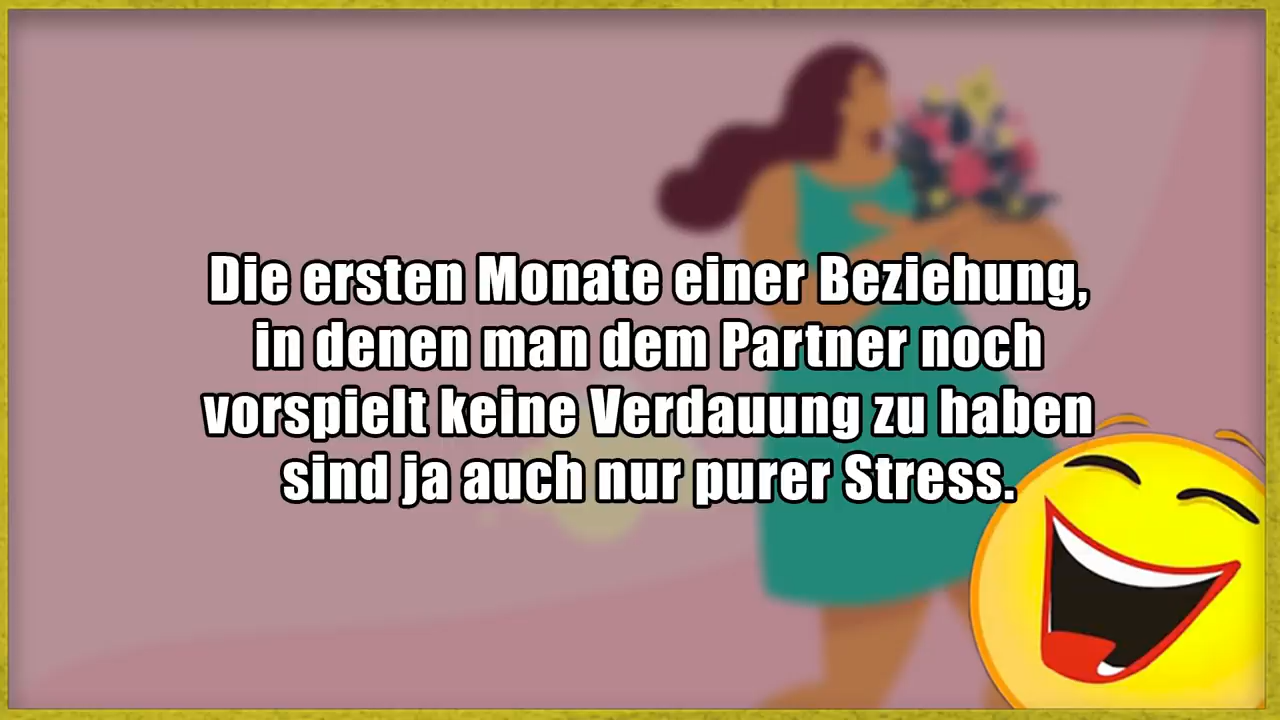 Die ersten Monate einer Beziehung,
in denen man dem Partner noch
vorspielt keine Verdauung zu haben
sind ja auch nur purer Stress.